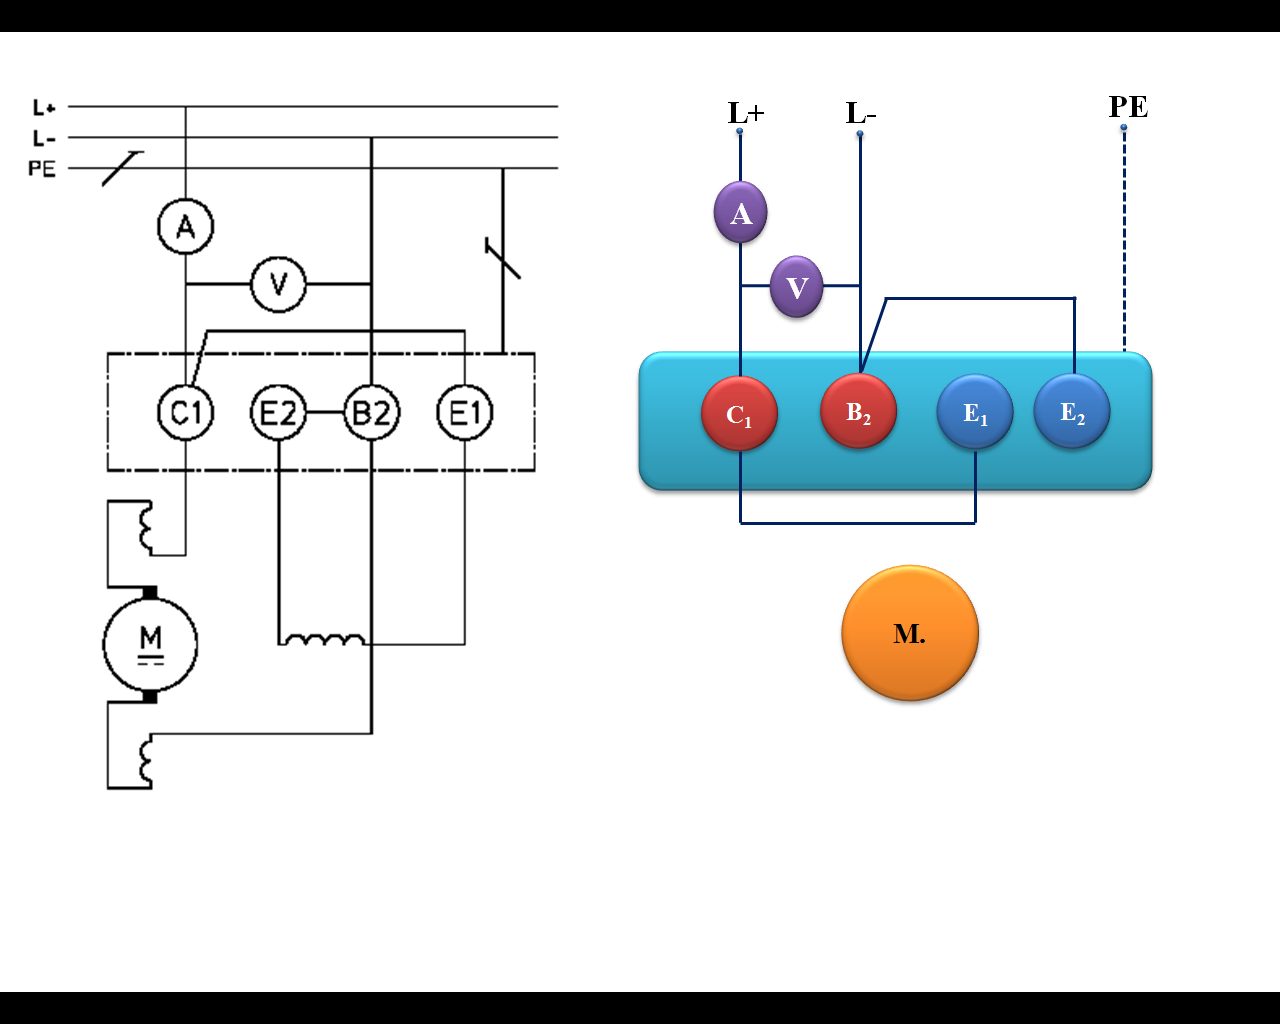 L+
L-
PE
A
V
C1
E2
B2
E1
M
L+
L-
PE
A
V
C₁
B₂
E₁
E₂
M.